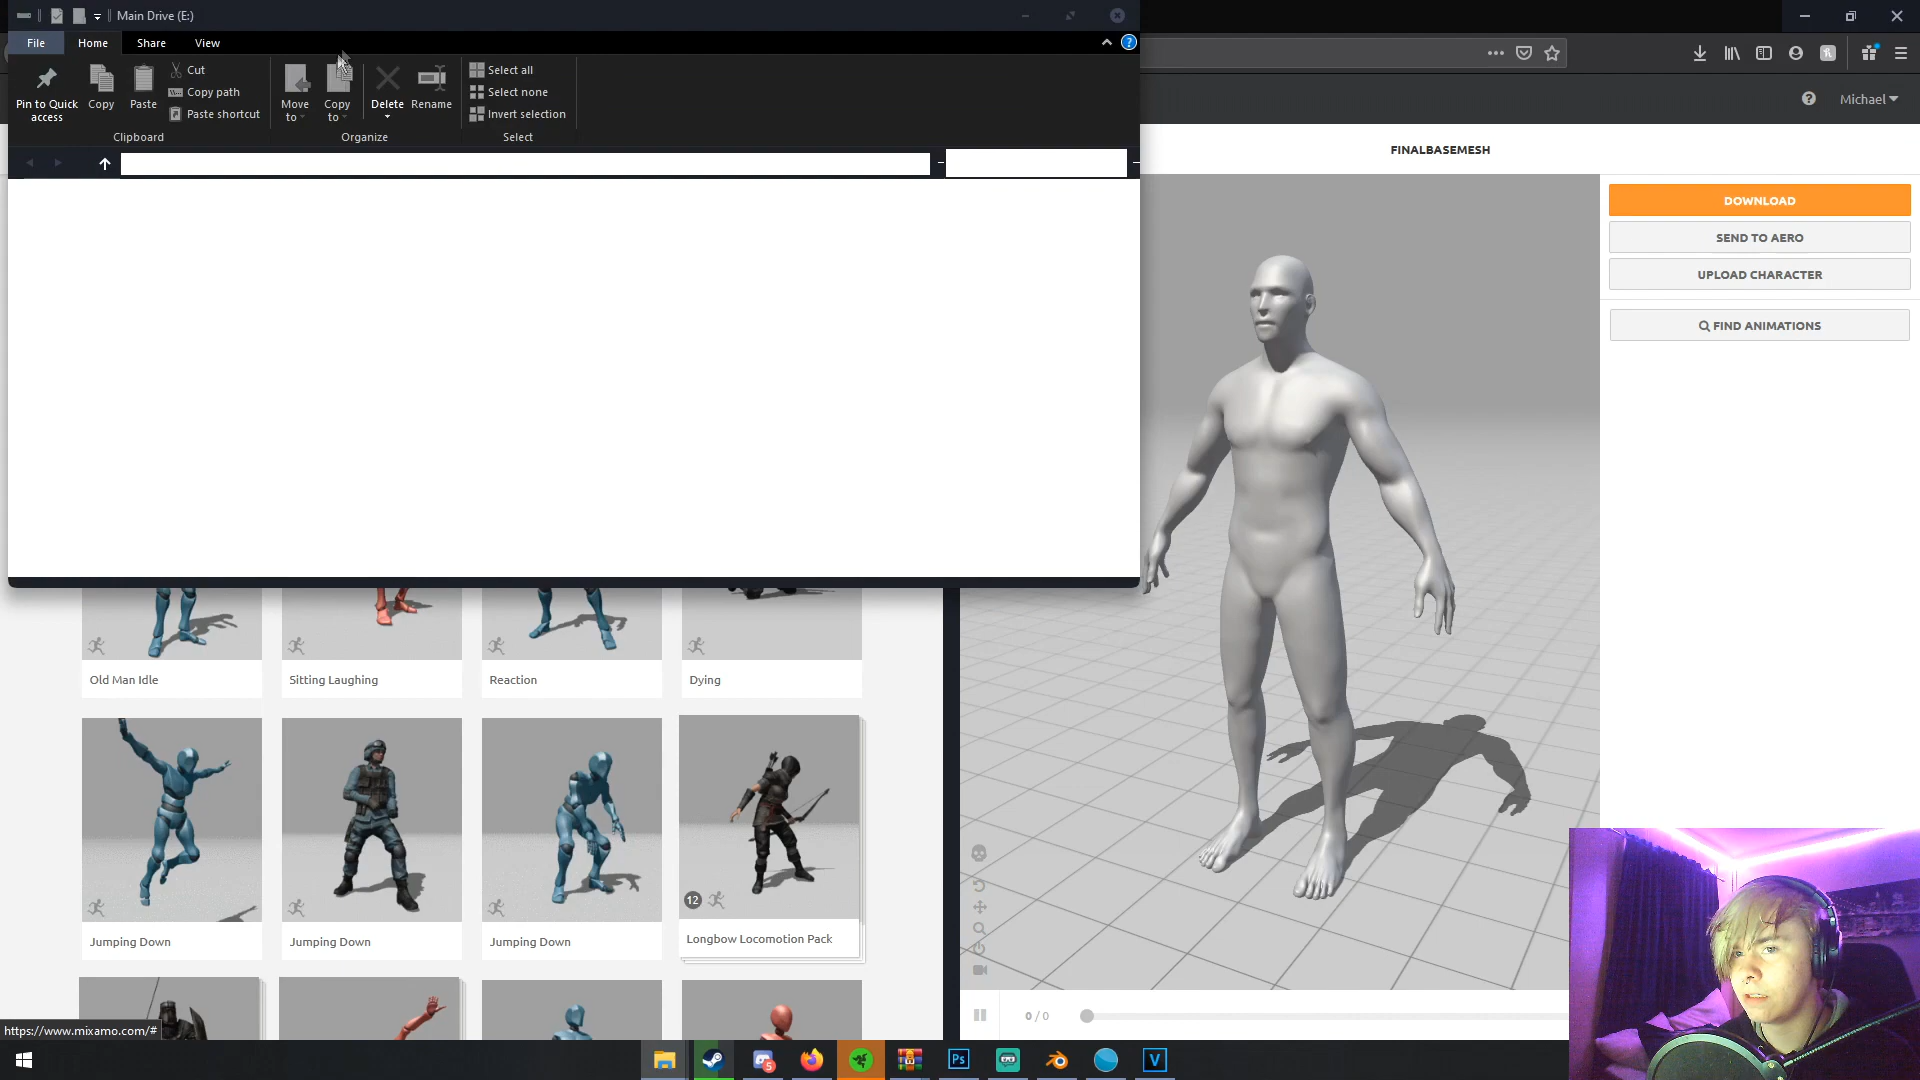 Main Drive (E:)
File
Home
Share
View
Pin to Quick
access
Copy
Paste
Cut
Copy path
Paste shortcut
Move
to
Copy
to
Delete
Rename
Select all
Select none
Invert selection
Clipboard
Organize
Select
Michael
FINALBASEMESH
DOWNLOAD
SEND TO AERO
UPLOAD CHARACTER
FIND ANIMATIONS
Old Man Idle
Sitting Laughing
Reaction
Dying
12
Jumping Down
Jumping Down
Jumping Down
Longbow Locomotion Pack
0 / 0
https://www.mixamo.com/#
5
Ps
V